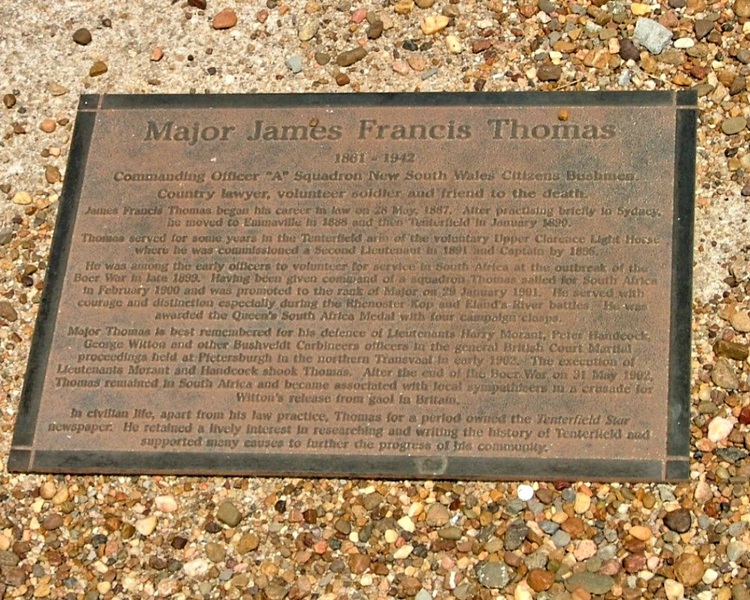 Major James Francis Thomas
1861 - 1942
Commanding Officer "A" Squadron New South Wales Citizens Bushmen.
Country lawyer, volunteer soldier and friend to the death.
James Francis Thomas began his career in law on 28 May, 1887. After practising briefly in Sydney,
he moved to Emmaville in 1888 and then Tenterfield in January 1890.
Thomas served for some years in the Tenterfield arm of the voluntary Upper Clarence Light Horse
where he was commissioned a Second Lieutenant in 1891 and Captain by 1895.
He was among the early officers to volunteer for service in South Africa at the outbreak of the
Boer War in late 1899. Having been given command of a squadron Thomas sailed for South Africa
in February 1900 and was promoted to the rank of Major on 29 January 1901. He served with
courage and distinction especially during the Rhenoster Kop and Eland's River battles. He was
awarded the Queen's South Africa Medal with four campaign clasps.
Major Thomas is best remembered for his defence of Lieutenants Harry Morant, Peter Handcock,
George Witton and other Bushveldt Carbineers officers in the general British Court Martial
proceedings held at Pietersburgh in the northern Transvaal in early 1902. The execution of
Lieutenants Morant and Handcock shook Thomas. After the end of the Boer War on 31 May 1902,
Thomas remained in South Africa and became associated with local sympathisers in a crusade for
Witton's release from gaol in Britain.
In civilian life, apart from his law practice, Thomas for a period owned the Tenterfield Star
newspaper. He retained a lively interest in researching and writing the history of Tenterfield and
supported many causes to further the progress of his community.